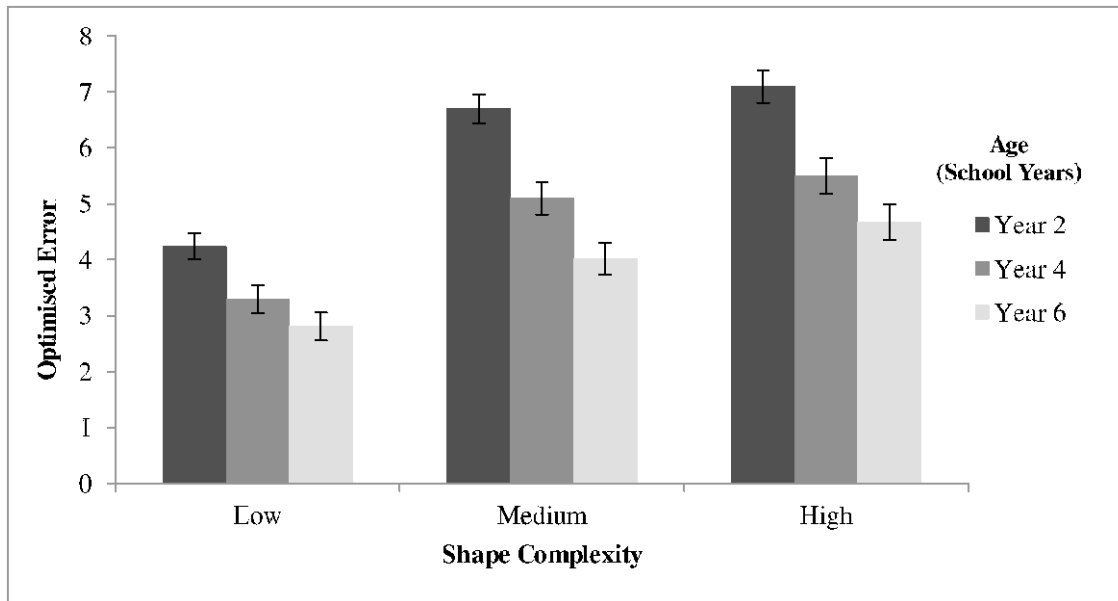 8
7
6
5
4
3
2
1
0
Optimised Error
Low Medium High
Shape Complexity
Age
(School Years)
Year 2
Year 4
Year 6